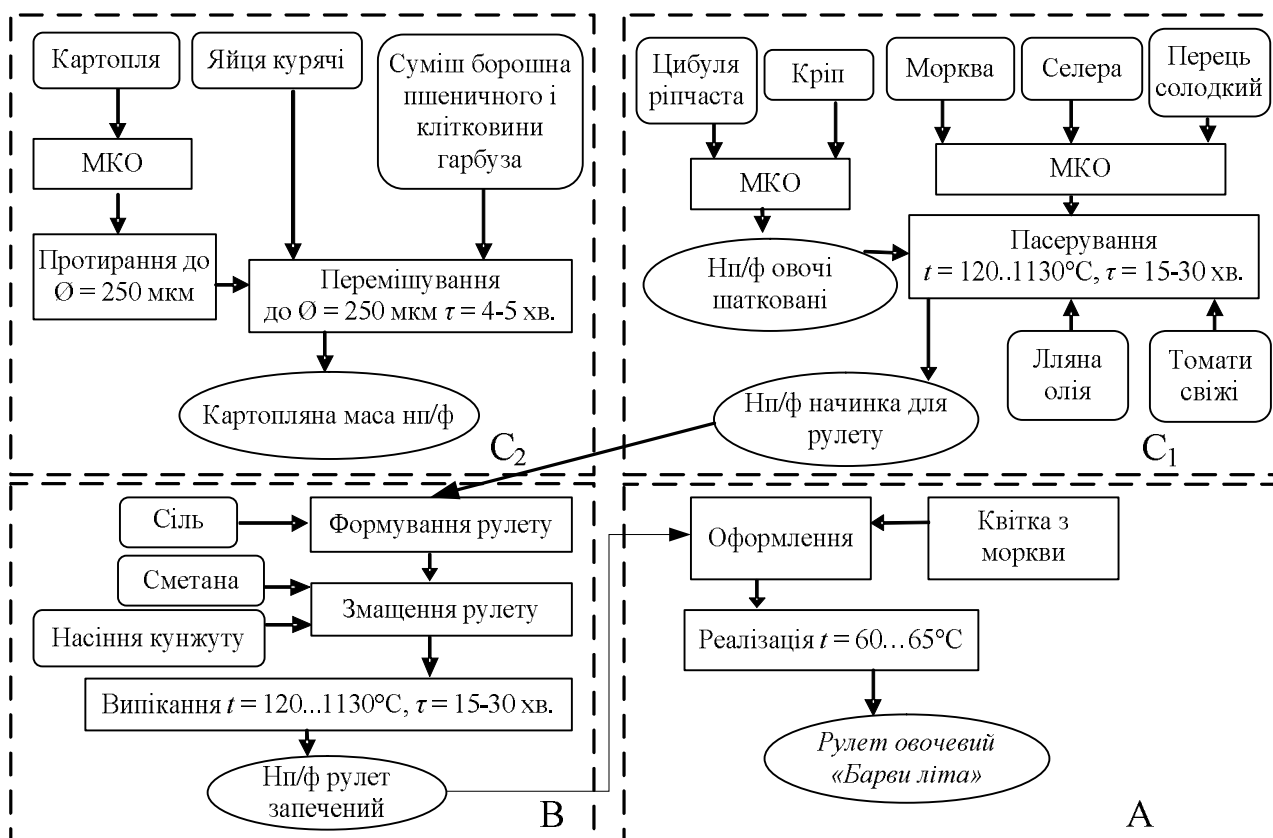 Картопля
Яйця курячі
Суміш борошна
пшеничного і
клітковини
гарбуза
МКО
Протирання до
Ø = 250 мкм
Перемішування
до Ø = 250 мкм τ = 4-5 хв.
Картопляна маса нп/ф
C2
Цибуля
ріпчаста
Кріп
Морква
Селера
Перець
солодкий
МКО
МКО
Нп/ф овочі
шатковані
Пасерування
t = 120..1130°C, τ = 15-30 хв.
Лляна
олія
Томати
свіжі
Нп/ф начинка для
рулету
C1
Сіль
Формування рулету
Сметана
Змащення рулету
Насіння кунжуту
Випікання t = 120...1130°C, τ = 15-30 хв.
Нп/ф рулет
запечений
B
Оформлення
Квітка з
моркви
Реалізація t = 60...65°C
Рулет овочевий
«Барви літа»
A